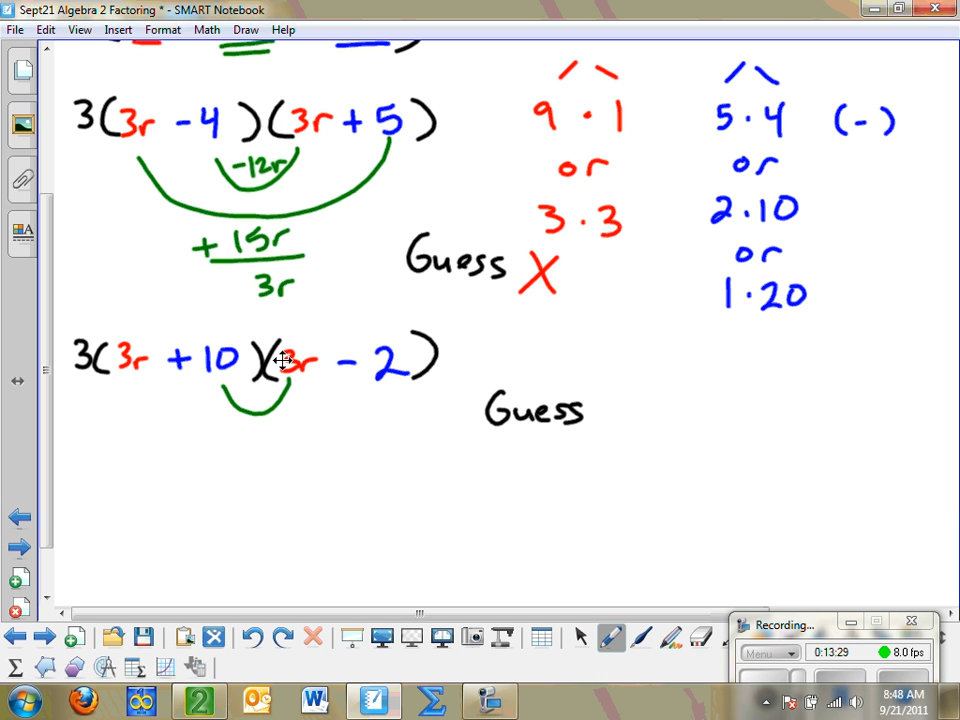 Sept21 Algebra 2 Factoring * - SMART Notebook
File Edit View Insert Format Math Draw Help
3(3r - 4)(3r + 5)
-12r
+ 15r
3r
Guess X
9 · 1
or
3 · 3
5 · 4 (-)
or
2 · 10
or
1 · 20
3(3r + 10)(3r - 2)
Guess
Recording...
Menu
0:13:29
8.0 fps
8:48 AM
9/21/2011